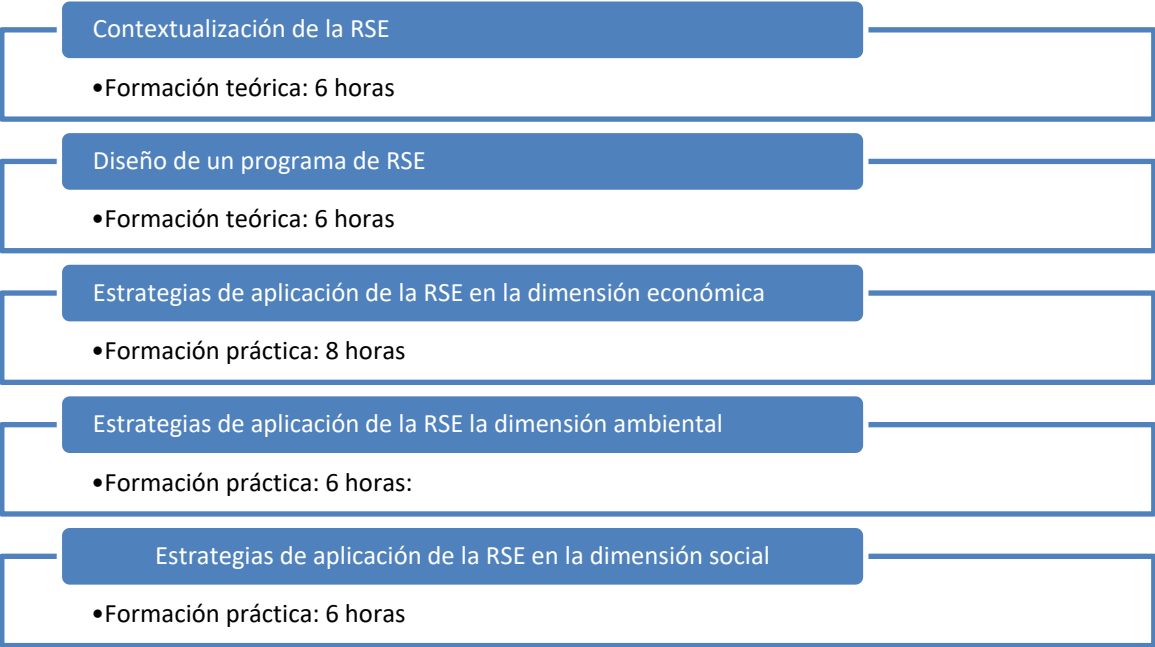 Contextualización de la RSE
•Formación teórica: 6 horas
Diseño de un programa de RSE
•Formación teórica: 6 horas
Estrategias de aplicación de la RSE en la dimensión económica
•Formación práctica: 8 horas
Estrategias de aplicación de la RSE la dimensión ambiental
•Formación práctica: 6 horas:
Estrategias de aplicación de la RSE en la dimensión social
•Formación práctica: 6 horas